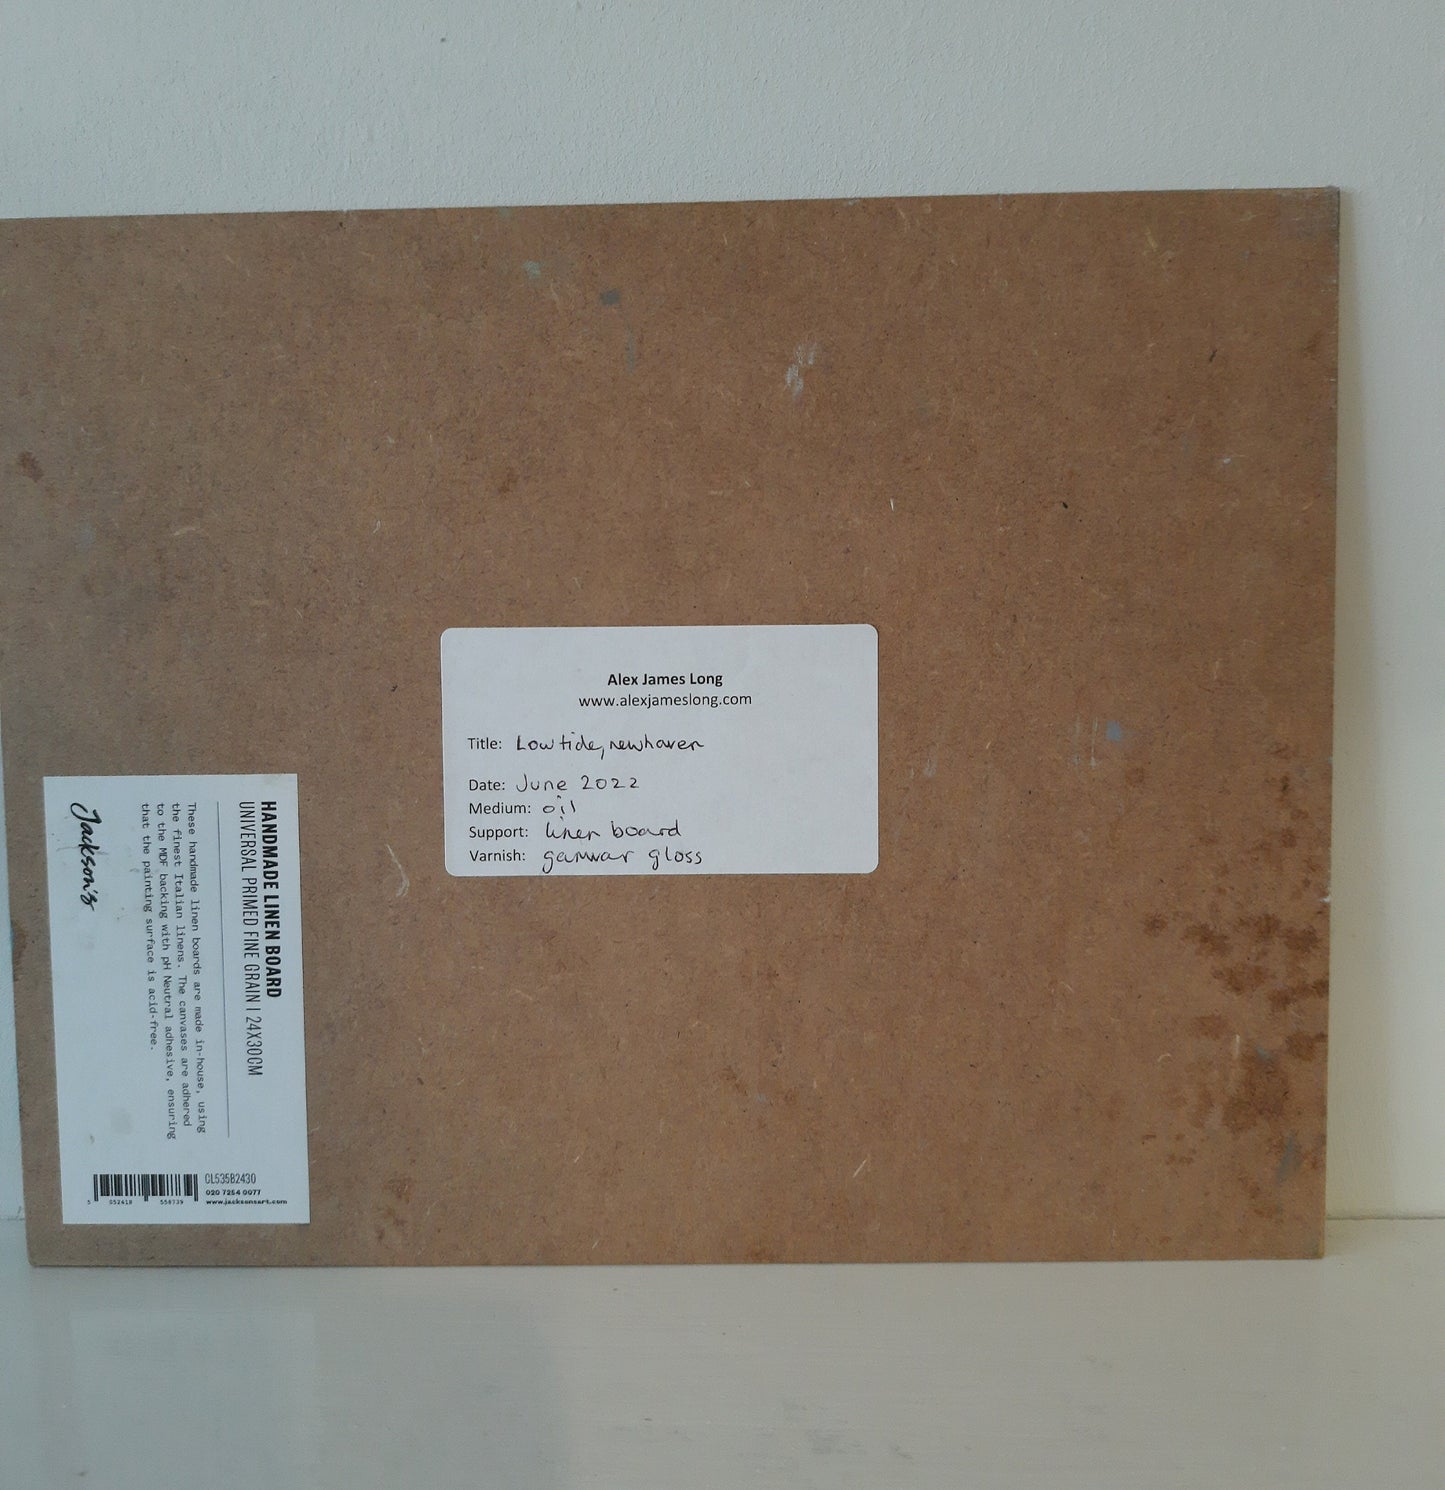 Alex James Long
www.alexjameslong.com
Title: Low tide, newhaven
Date: June 2022
Medium: oil
Support: linen board
Varnish: gamvar gloss
HANDMADE LINEN BOARD
UNIVERSAL PRIMED FINE GRAIN | 24X30CM
These handmade linen boards are made in-house, using
the finest Italian linens. The canvases are adhered
to the MDF backing with pH Neutral adhesive, ensuring
that the painting surface is acid-free.
Jackson's
CL535B2430
020 7254 0077
www.jacksonsart.com
5 052418 558739